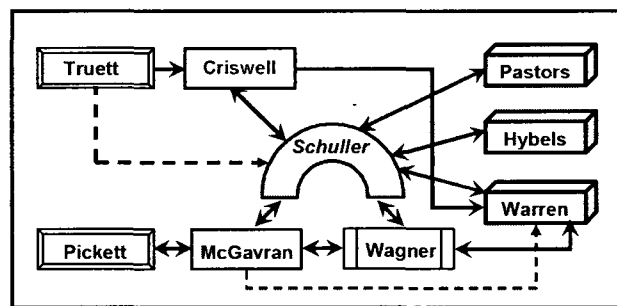 Truett
Criswell
Pastors
Schuller
Hybels
Warren
Pickett
McGavran
Wagner